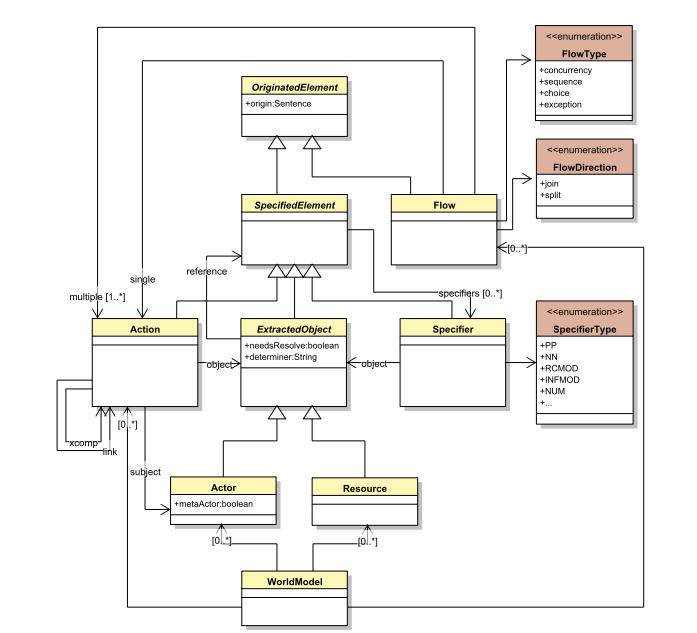 <<enumeration>>
FlowType
+concurrency
+sequence
+choice
+exception
OriginatedElement
+origin:Sentence
<<enumeration>>
FlowDirection
+join
+split
SpecifiedElement
Flow
[0..*]
reference
single
multiple [1..*]
specifiers [0..*]
Action
ExtractedObject
+needsResolve:boolean
+determiner:String
Specifier
<<enumeration>>
SpecifierType
+PP
+NN
+RCMOD
+INFMOD
+NUM
+...
object
object
[0..*]
xcomp
link
subject
Actor
+metaActor:boolean
Resource
[0..*]
[0..*]
WorldModel